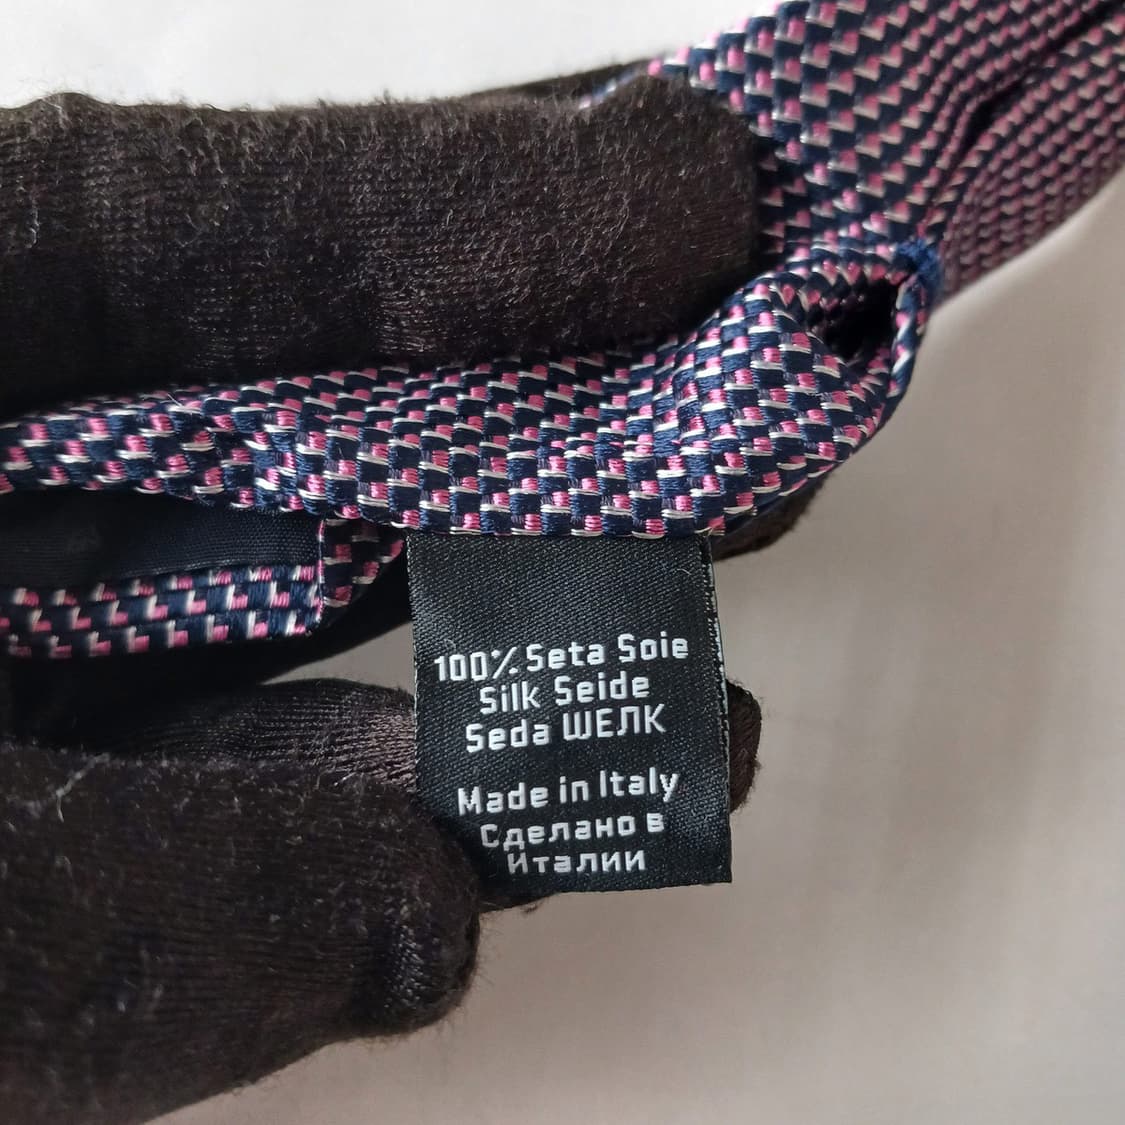 100% Seta Soie
Silk Seide
Seda ШЕЛК
Made in Italy
Сделано в
Италии